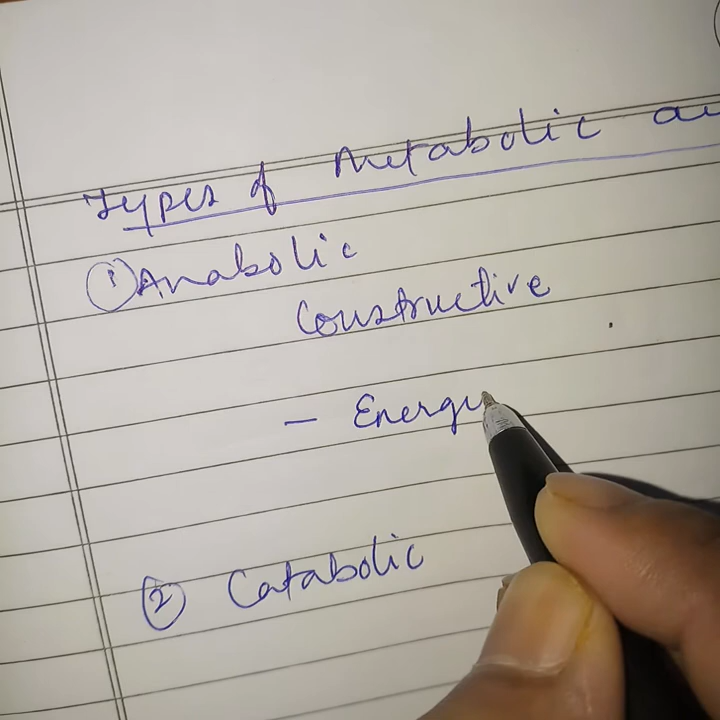 Types of Metabolic
① Anabolic
Constructive
- Energy
② Catabolic